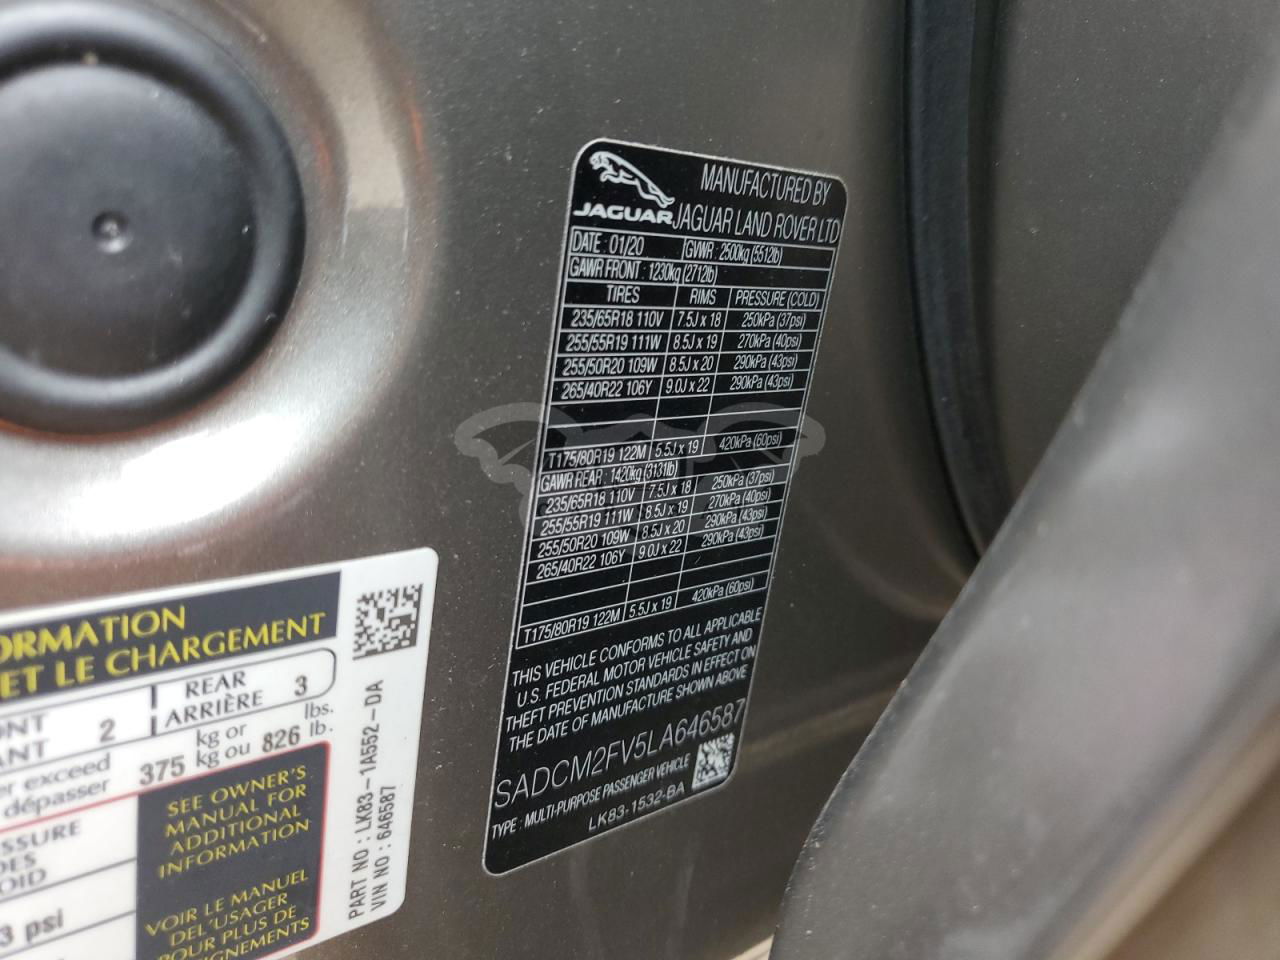 JAGUAR
MANUFACTURED BY
JAGUAR LAND ROVER LTD
DATE : 01/20 GVWR : 2500kg (5512lb)
GAWR FRONT : 1230kg (2712lb)
TIRES RIMS PRESSURE (COLD)
235/65R18 110V 7.5J x 18 250kPa (37psi)
255/55R19 111W 8.5J x 19 270kPa (40psi)
255/50R20 109W 8.5J x 20 290kPa (43psi)
265/40R22 106Y 9.0J x 22 290kPa (43psi)
T175/80R19 122M 5.5J x 19 420kPa (60psi)
GAWR REAR : 1420kg (3131lb)
235/65R18 110V 7.5J x 18 250kPa (37psi)
255/55R19 111W 8.5J x 19 270kPa (40psi)
255/50R20 109W 8.5J x 20 290kPa (43psi)
265/40R22 106Y 9.0J x 22 290kPa (43psi)
T175/80R19 122M 5.5J x 19 420kPa (60psi)
THIS VEHICLE CONFORMS TO ALL APPLICABLE
U.S. FEDERAL MOTOR VEHICLE SAFETY AND
THEFT PREVENTION STANDARDS IN EFFECT ON
THE DATE OF MANUFACTURE SHOWN ABOVE
SADCM2FV5LA646587
TYPE : MULTI-PURPOSE PASSENGER VEHICLE
LK83-1532-BA
ORMATION
ET LE CHARGEMENT
ONT 2 REAR 3
ANT ARRIÈRE
er exceed 375 kg or 826 lbs.
dépasser kg ou lb.
SSURE
DES
OID
3 psi
SEE OWNER'S
MANUAL FOR
ADDITIONAL
INFORMATION
VOIR LE MANUEL
DE L'USAGER
POUR PLUS DE
IGNEMENTS
PART NO : LK83-1A552-DA
VIN NO : 646587